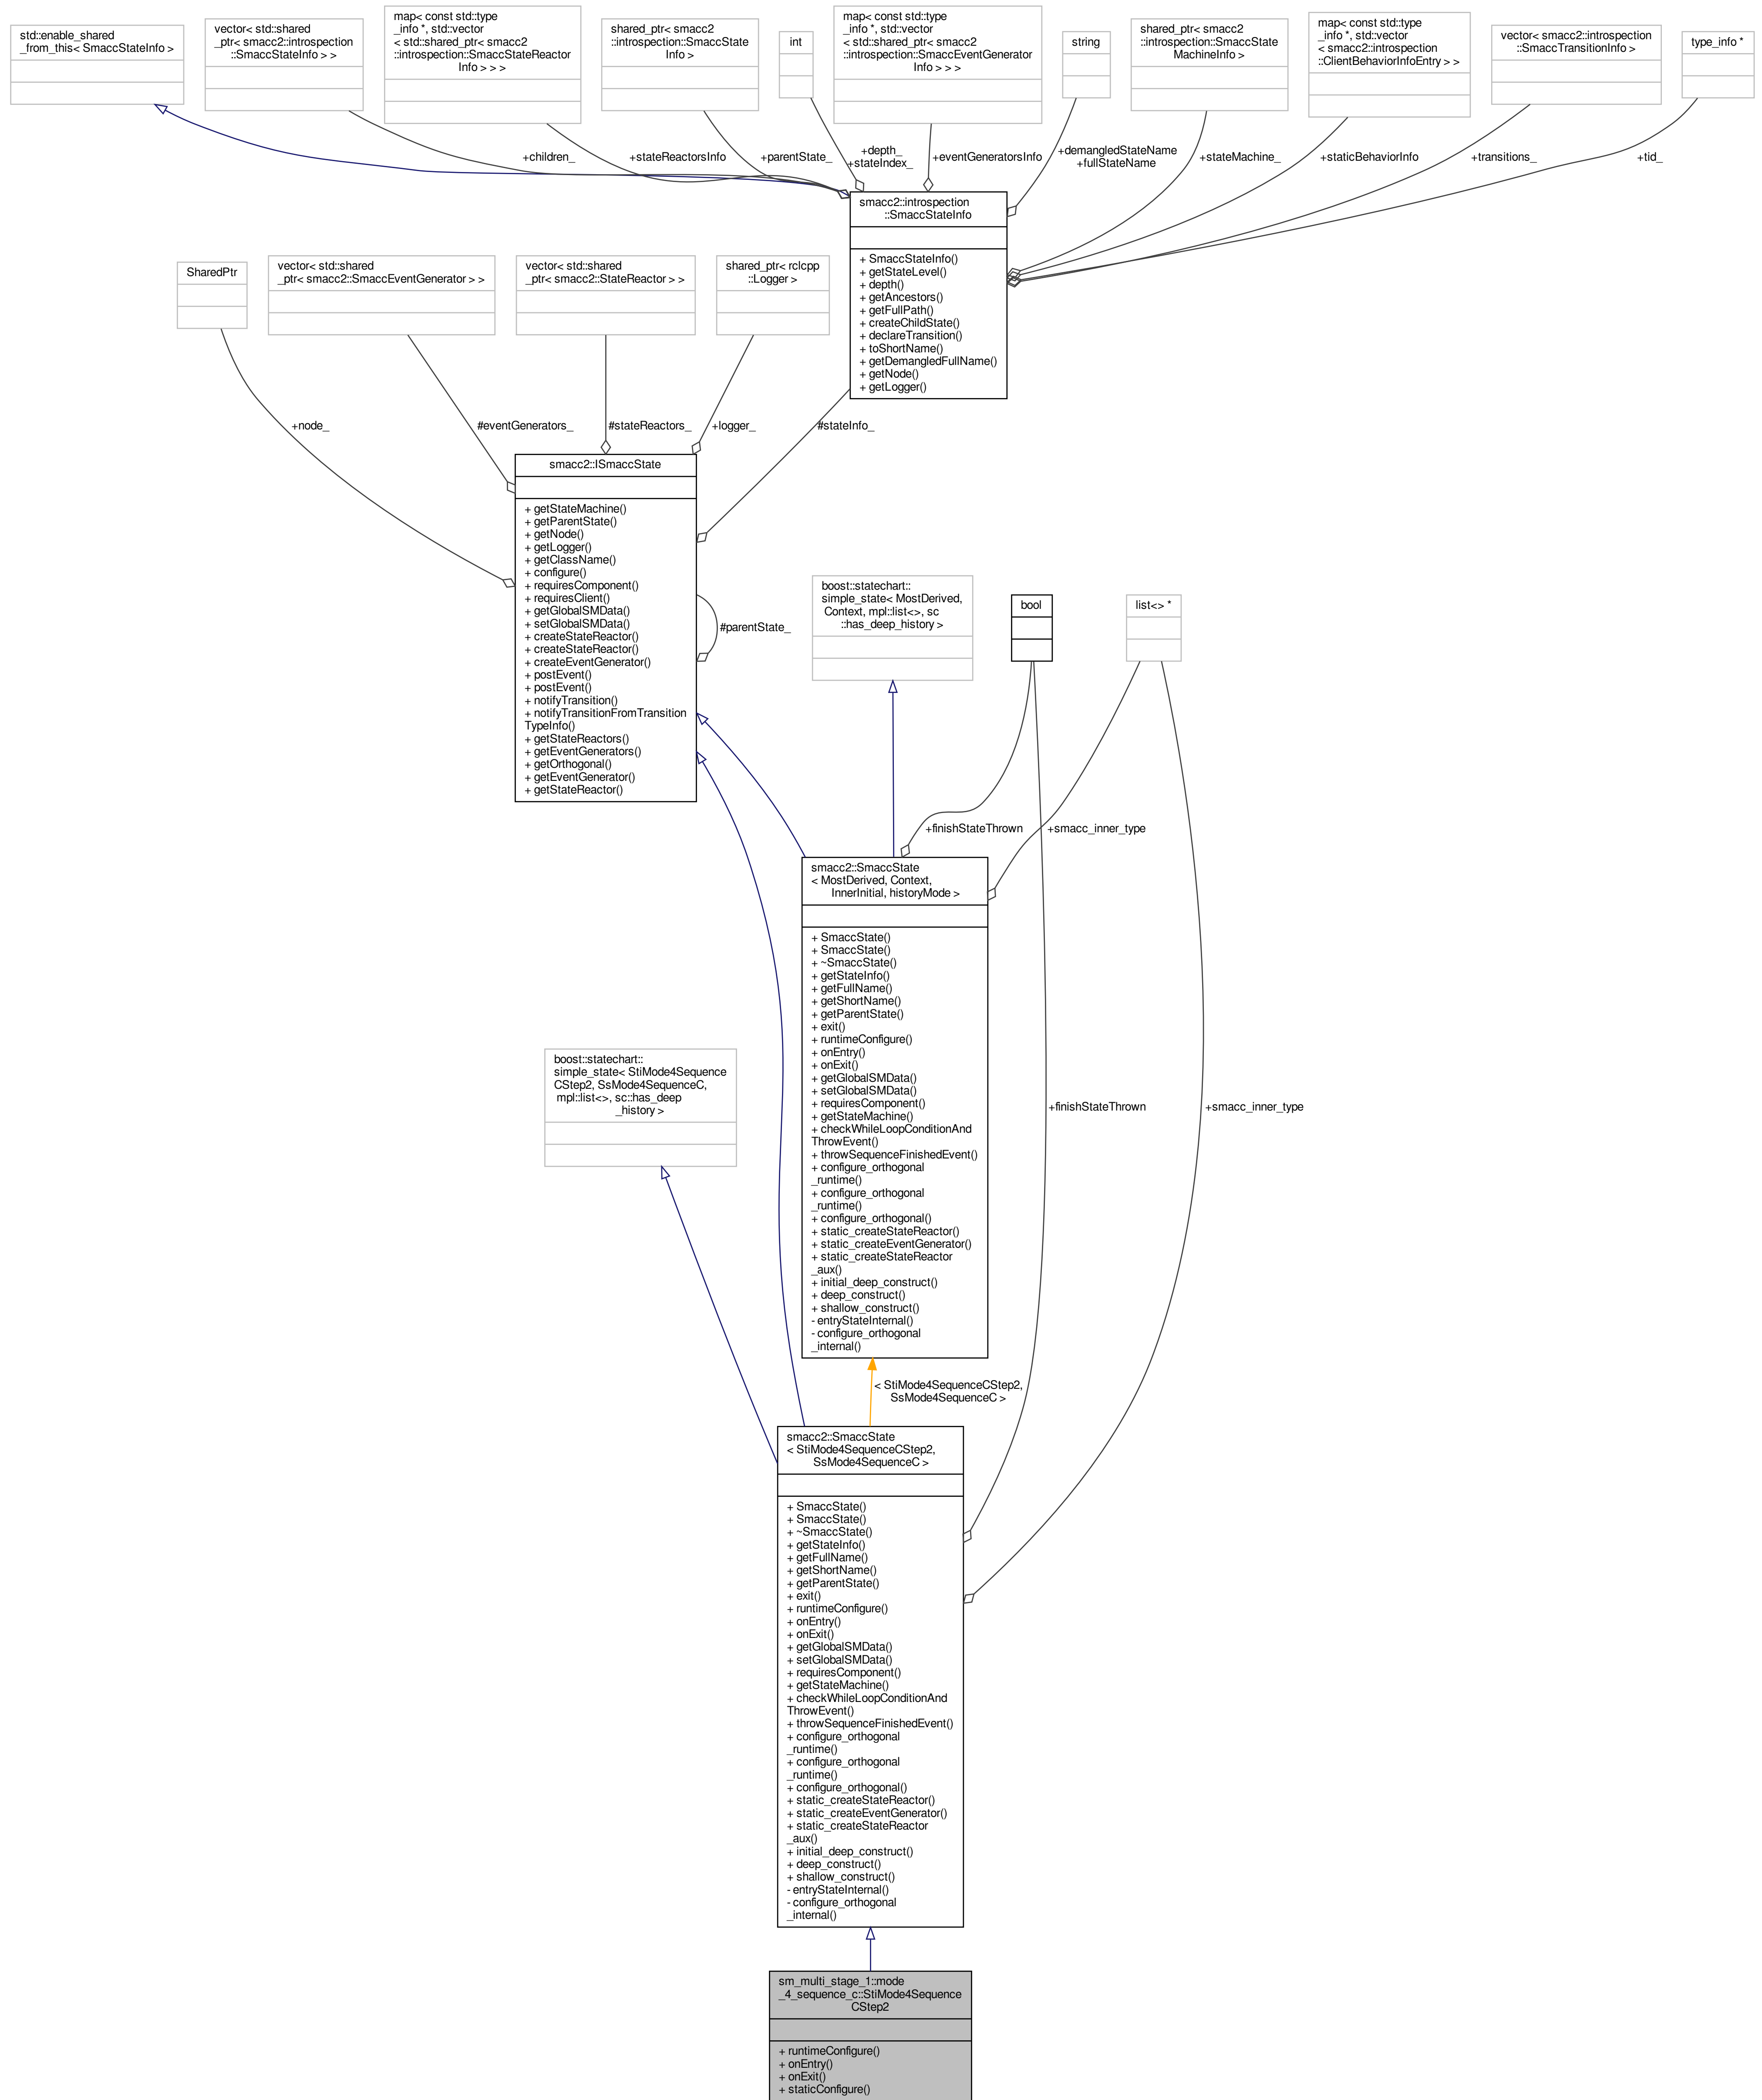 std::enable_shared
_from_this< SmaccStateInfo >
vector< std::shared
_ptr< smacc2::introspection
::SmaccStateInfo > >
map< const std::type
_info *, std::vector
< std::shared_ptr< smacc2
::introspection::SmaccStateReactor
Info > > >
shared_ptr< smacc2
::introspection::SmaccState
Info >
int
map< const std::type
_info *, std::vector
< std::shared_ptr< smacc2
::introspection::SmaccEventGenerator
Info > > >
string
shared_ptr< smacc2
::introspection::SmaccState
MachineInfo >
map< const std::type
_info *, std::vector
< smacc2::introspection
::ClientBehaviorInfoEntry > >
vector< smacc2::introspection
::SmaccTransitionInfo >
type_info *
+children_
+stateReactorsInfo
+parentState_
+depth_
+stateIndex_
+eventGeneratorsInfo
+demangledStateName
+fullStateName
+stateMachine_
+staticBehaviorInfo
+transitions_
+tid_
smacc2::introspection
::SmaccStateInfo
+ SmaccStateInfo()
+ getStateLevel()
+ depth()
+ getAncestors()
+ getFullPath()
+ createChildState()
+ declareTransition()
+ toShortName()
+ getDemangledFullName()
+ getNode()
+ getLogger()
SharedPtr
vector< std::shared
_ptr< smacc2::SmaccEventGenerator > >
vector< std::shared
_ptr< smacc2::StateReactor > >
shared_ptr< rclcpp
::Logger >
+node_
#eventGenerators_
#stateReactors_
+logger_
#stateInfo_
smacc2::ISmaccState
+ getStateMachine()
+ getParentState()
+ getNode()
+ getLogger()
+ getClassName()
+ configure()
+ requiresComponent()
+ requiresClient()
+ getGlobalSMData()
+ setGlobalSMData()
+ createStateReactor()
+ createStateReactor()
+ createEventGenerator()
+ postEvent()
+ postEvent()
+ notifyTransition()
+ notifyTransitionFromTransition
TypeInfo()
+ getStateReactors()
+ getEventGenerators()
+ getOrthogonal()
+ getEventGenerator()
+ getStateReactor()
#parentState_
boost::statechart::
simple_state< MostDerived,
Context, mpl::list<>, sc
::has_deep_history >
bool
list<> *
+finishStateThrown
+smacc_inner_type
smacc2::SmaccState
< MostDerived, Context,
InnerInitial, historyMode >
+ SmaccState()
+ SmaccState()
+ ~SmaccState()
+ getStateInfo()
+ getFullName()
+ getShortName()
+ getParentState()
+ exit()
+ runtimeConfigure()
+ onEntry()
+ onExit()
+ getGlobalSMData()
+ setGlobalSMData()
+ requiresComponent()
+ getStateMachine()
+ checkWhileLoopConditionAnd
ThrowEvent()
+ throwSequenceFinishedEvent()
+ configure_orthogonal
_runtime()
+ configure_orthogonal
_runtime()
+ configure_orthogonal()
+ static_createStateReactor()
+ static_createEventGenerator()
+ static_createStateReactor
_aux()
+ initial_deep_construct()
+ deep_construct()
+ shallow_construct()
- entryStateInternal()
- configure_orthogonal
_internal()
boost::statechart::
simple_state< StiMode4Sequence
CStep2, SsMode4SequenceC,
mpl::list<>, sc::has_deep
_history >
+finishStateThrown
+smacc_inner_type
< StiMode4SequenceCStep2,
SsMode4SequenceC >
smacc2::SmaccState
< StiMode4SequenceCStep2,
SsMode4SequenceC >
+ SmaccState()
+ SmaccState()
+ ~SmaccState()
+ getStateInfo()
+ getFullName()
+ getShortName()
+ getParentState()
+ exit()
+ runtimeConfigure()
+ onEntry()
+ onExit()
+ getGlobalSMData()
+ setGlobalSMData()
+ requiresComponent()
+ getStateMachine()
+ checkWhileLoopConditionAnd
ThrowEvent()
+ throwSequenceFinishedEvent()
+ configure_orthogonal
_runtime()
+ configure_orthogonal
_runtime()
+ configure_orthogonal()
+ static_createStateReactor()
+ static_createEventGenerator()
+ static_createStateReactor
_aux()
+ initial_deep_construct()
+ deep_construct()
+ shallow_construct()
- entryStateInternal()
- configure_orthogonal
_internal()
sm_multi_stage_1::mode
_4_sequence_c::StiMode4Sequence
CStep2
+ runtimeConfigure()
+ onEntry()
+ onExit()
+ staticConfigure()